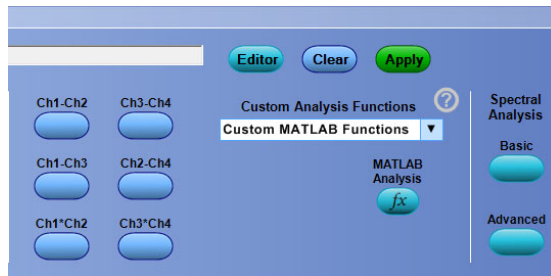 Editor Clear Apply
Ch1-Ch2 Ch3-Ch4
Custom Analysis Functions ?
Custom MATLAB Functions
Ch1-Ch3 Ch2-Ch4
MATLAB
Analysis
fx
Ch1*Ch2 Ch3*Ch4
Spectral
Analysis
Basic
Advanced